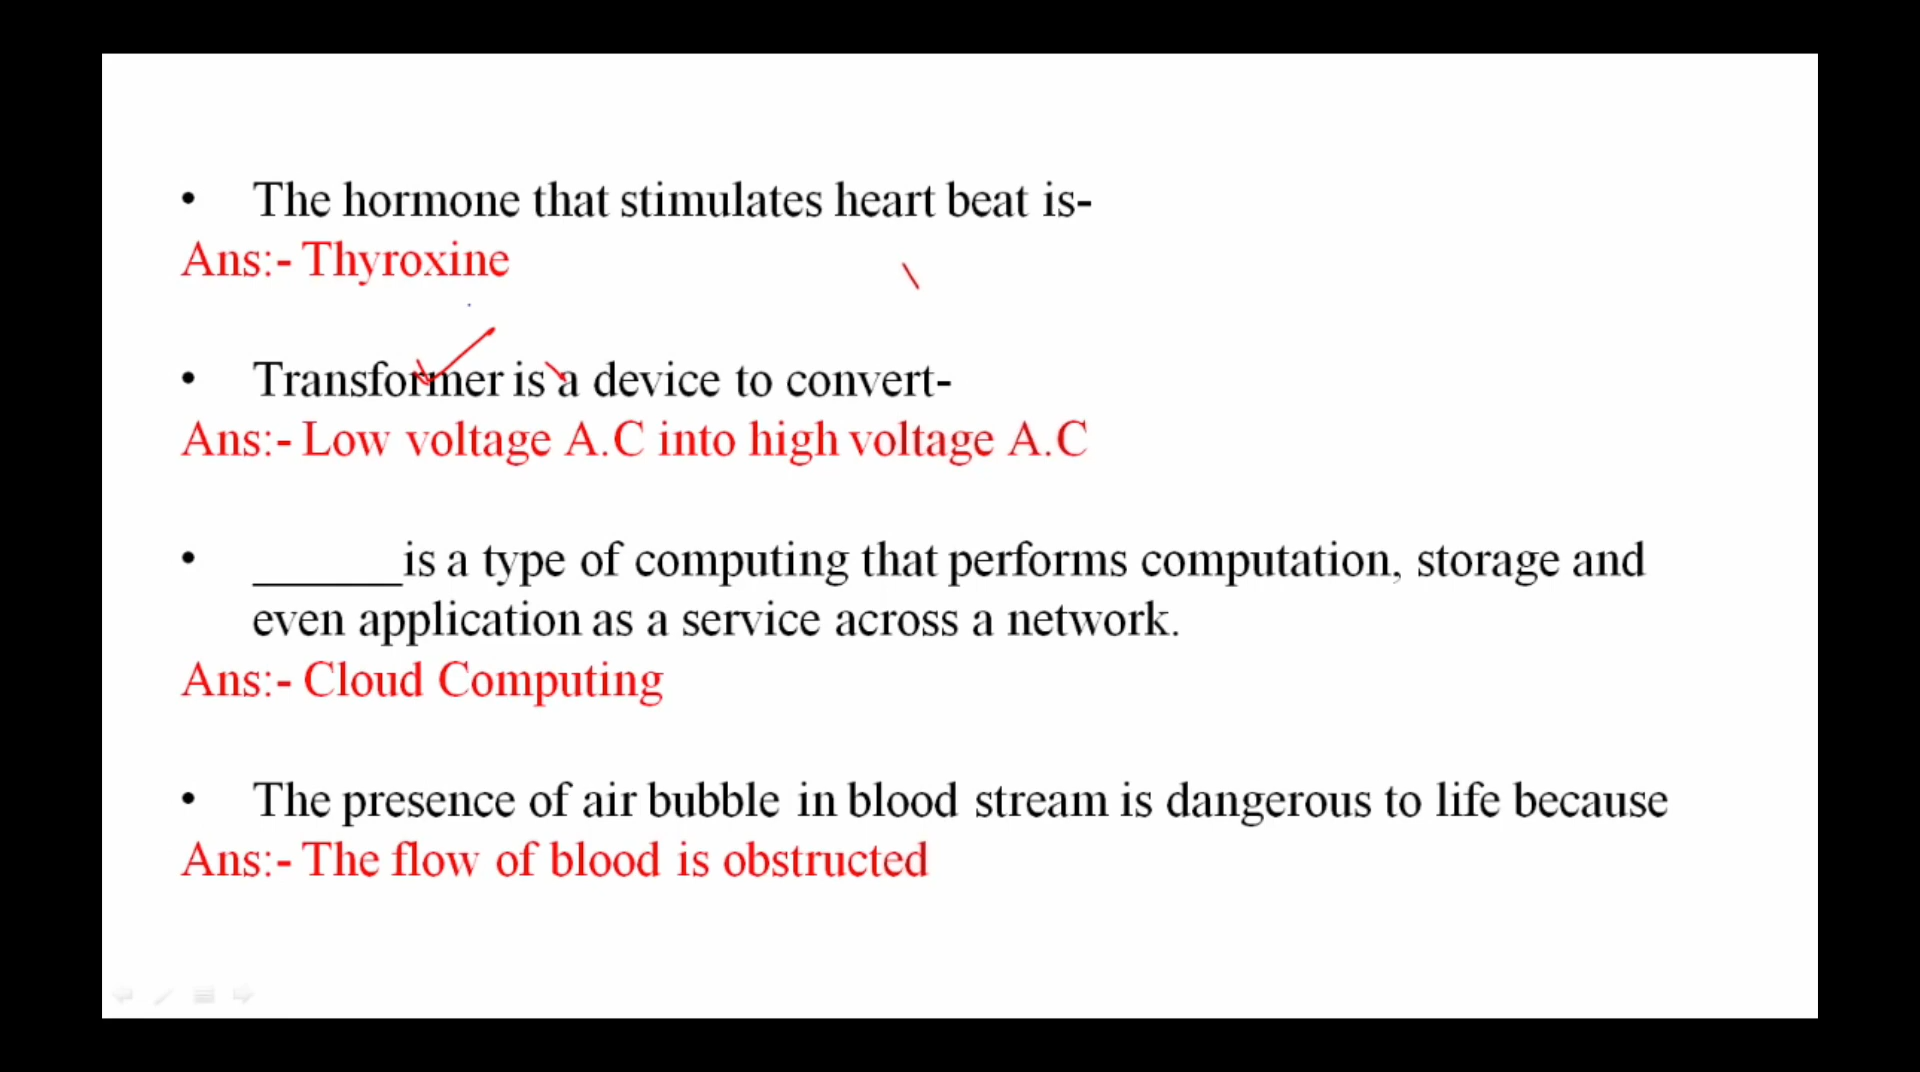 • The hormone that stimulates heart beat is-
Ans:- Thyroxine
• Transformer is a device to convert-
Ans:- Low voltage A.C into high voltage A.C
• ______is a type of computing that performs computation, storage and
even application as a service across a network.
Ans:- Cloud Computing
• The presence of air bubble in blood stream is dangerous to life because
Ans:- The flow of blood is obstructed